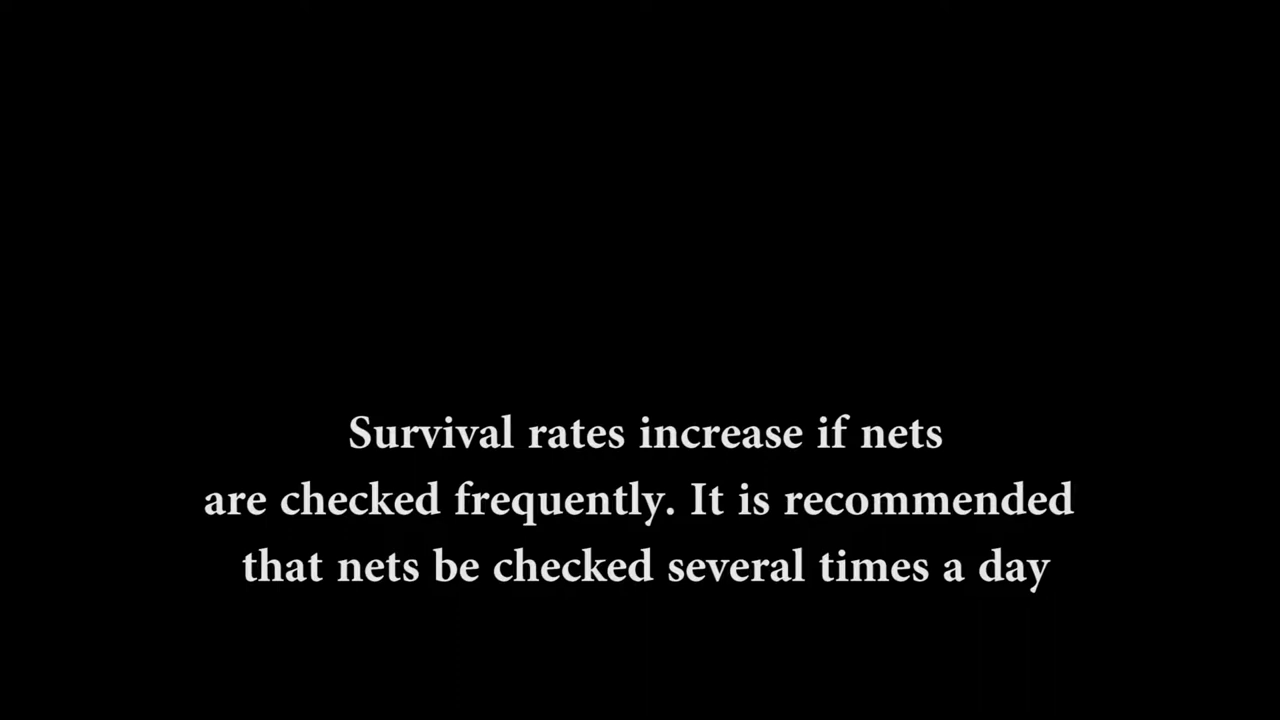 Survival rates increase if nets
are checked frequently. It is recommended
that nets be checked several times a day